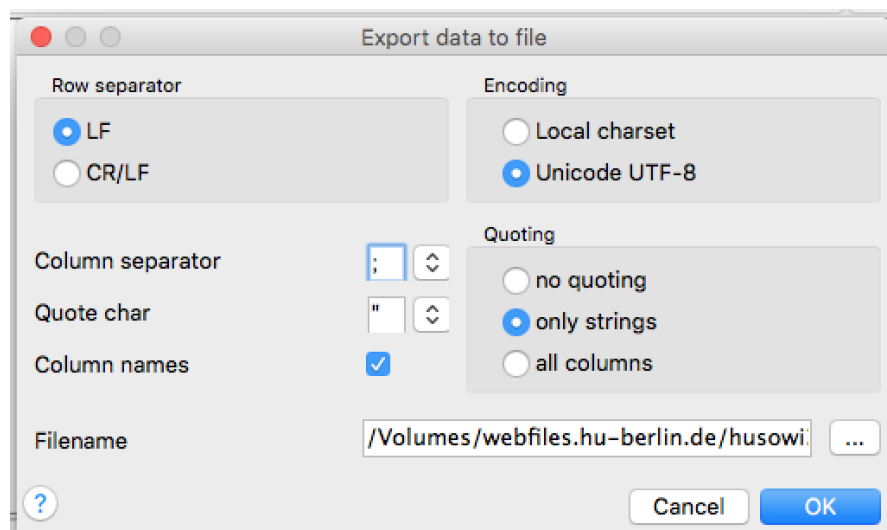 Export data to file
Row separator
LF
CR/LF
Encoding
Local charset
Unicode UTF-8
Column separator ;
Quote char "
Column names
Quoting
no quoting
only strings
all columns
Filename /Volumes/webfiles.hu-berlin.de/husowi ...
? Cancel OK